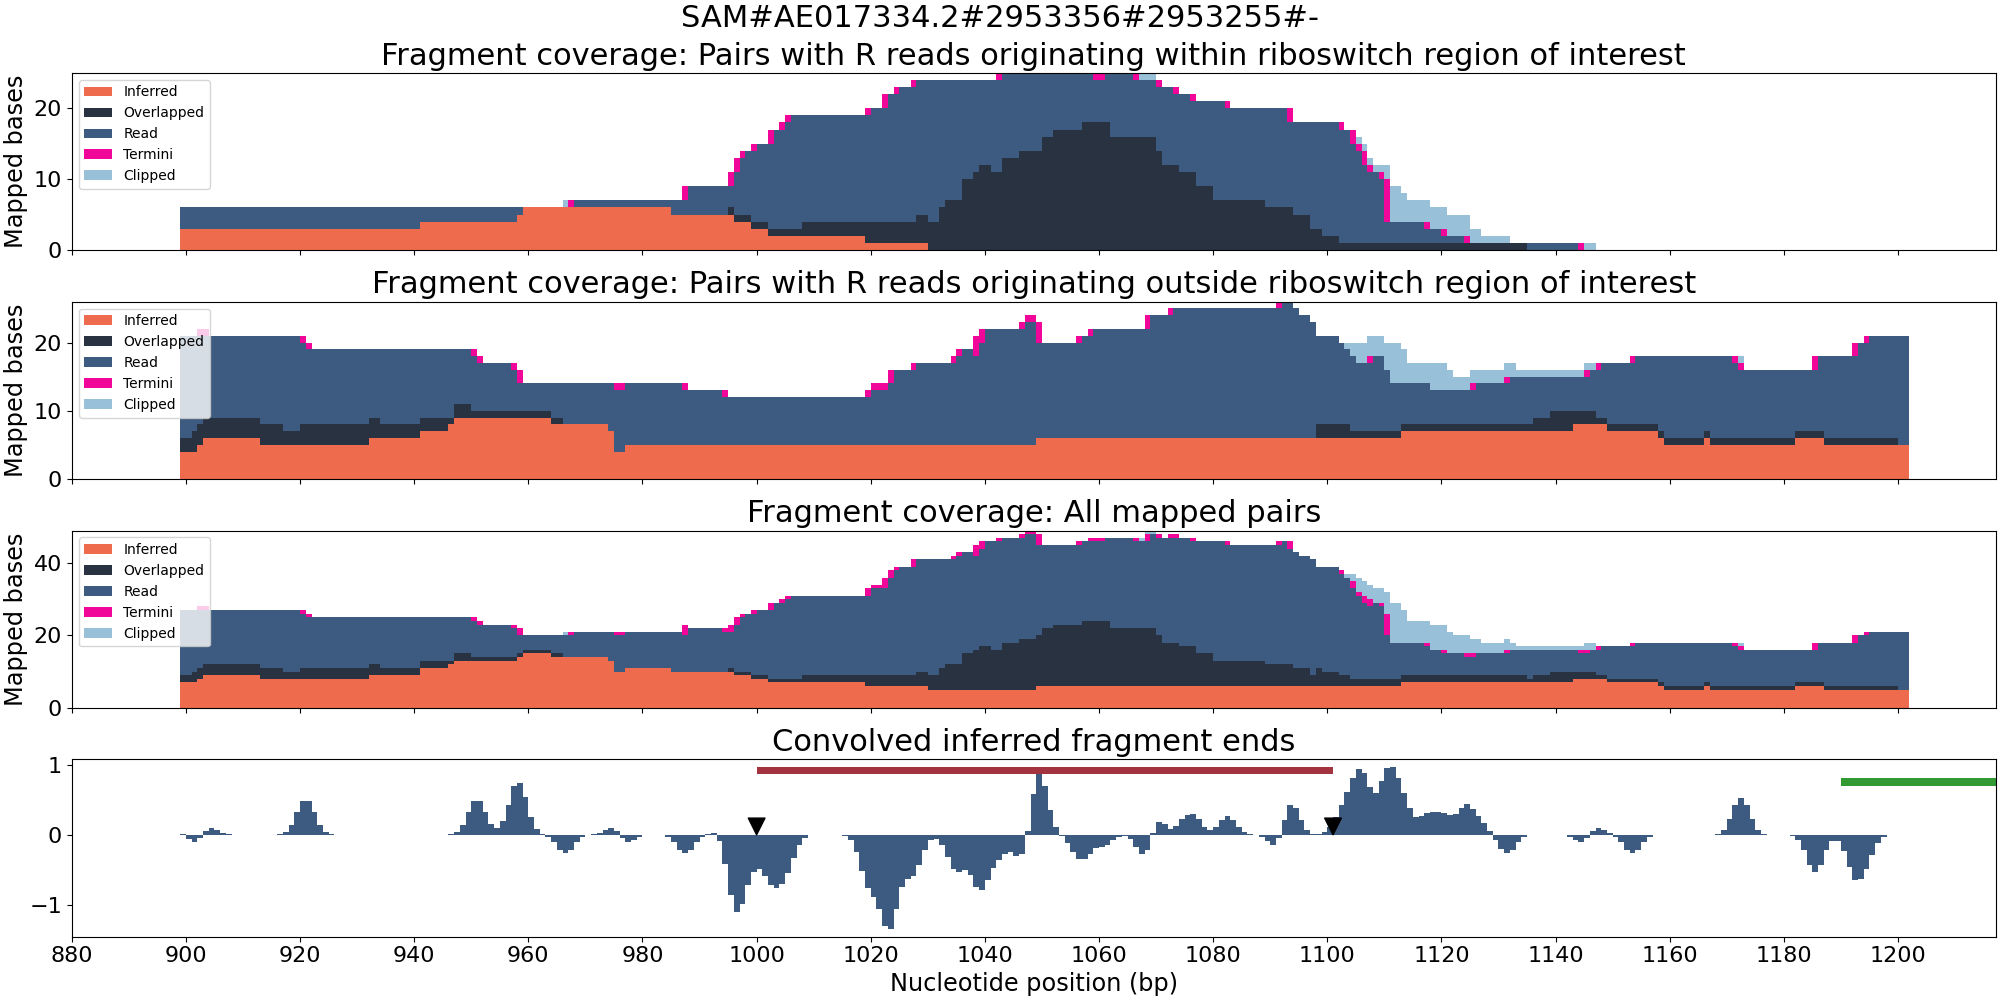 SAM#AE017334.2#2953356#2953255#-
Fragment coverage: Pairs with R reads originating within riboswitch region of interest
Mapped bases
20
10
0
Inferred
Overlapped
Read
Termini
Clipped
Fragment coverage: Pairs with R reads originating outside riboswitch region of interest
Mapped bases
20
10
0
Inferred
Overlapped
Read
Termini
Clipped
Fragment coverage: All mapped pairs
Mapped bases
40
20
0
Inferred
Overlapped
Read
Termini
Clipped
Convolved inferred fragment ends
1
0
−1
880 900 920 940 960 980 1000 1020 1040 1060 1080 1100 1120 1140 1160 1180 1200
Nucleotide position (bp)